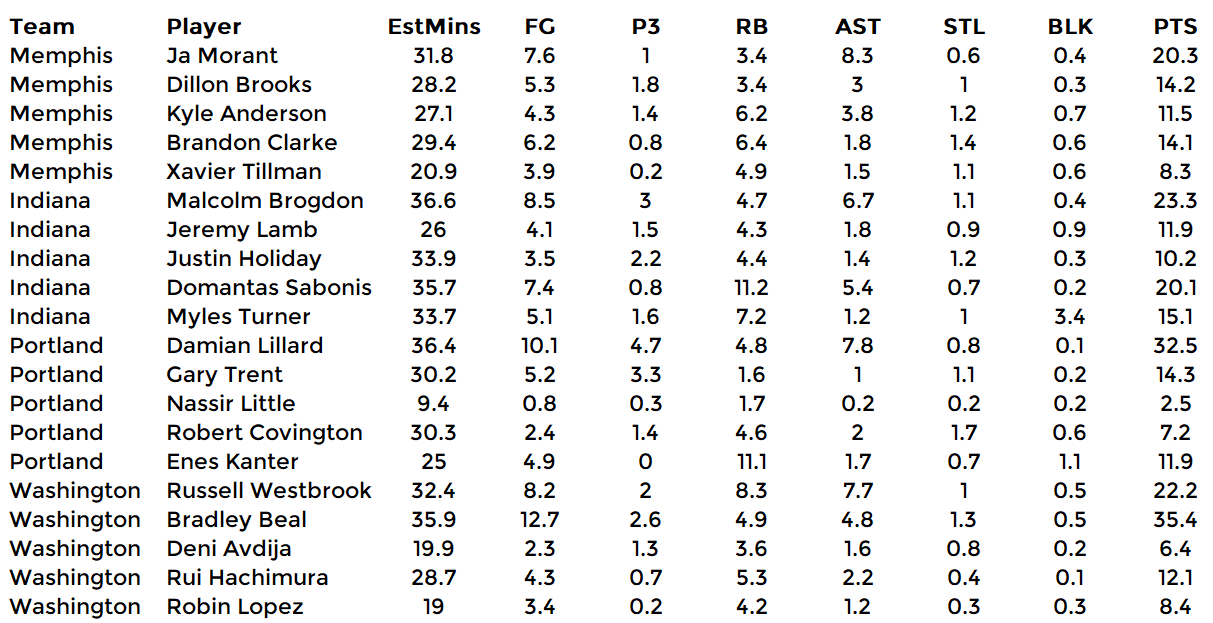 Team Player EstMins FG P3 RB AST STL BLK PTS
Memphis Ja Morant 31.8 7.6 1 3.4 8.3 0.6 0.4 20.3
Memphis Dillon Brooks 28.2 5.3 1.8 3.4 3 1 0.3 14.2
Memphis Kyle Anderson 27.1 4.3 1.4 6.2 3.8 1.2 0.7 11.5
Memphis Brandon Clarke 29.4 6.2 0.8 6.4 1.8 1.4 0.6 14.1
Memphis Xavier Tillman 20.9 3.9 0.2 4.9 1.5 1.1 0.6 8.3
Indiana Malcolm Brogdon 36.6 8.5 3 4.7 6.7 1.1 0.4 23.3
Indiana Jeremy Lamb 26 4.1 1.5 4.3 1.8 0.9 0.9 11.9
Indiana Justin Holiday 33.9 3.5 2.2 4.4 1.4 1.2 0.3 10.2
Indiana Domantas Sabonis 35.7 7.4 0.8 11.2 5.4 0.7 0.2 20.1
Indiana Myles Turner 33.7 5.1 1.6 7.2 1.2 1 3.4 15.1
Portland Damian Lillard 36.4 10.1 4.7 4.8 7.8 0.8 0.1 32.5
Portland Gary Trent 30.2 5.2 3.3 1.6 1 1.1 0.2 14.3
Portland Nassir Little 9.4 0.8 0.3 1.7 0.2 0.2 0.2 2.5
Portland Robert Covington 30.3 2.4 1.4 4.6 2 1.7 0.6 7.2
Portland Enes Kanter 25 4.9 0 11.1 1.7 0.7 1.1 11.9
Washington Russell Westbrook 32.4 8.2 2 8.3 7.7 1 0.5 22.2
Washington Bradley Beal 35.9 12.7 2.6 4.9 4.8 1.3 0.5 35.4
Washington Deni Avdija 19.9 2.3 1.3 3.6 1.6 0.8 0.2 6.4
Washington Rui Hachimura 28.7 4.3 0.7 5.3 2.2 0.4 0.1 12.1
Washington Robin Lopez 19 3.4 0.2 4.2 1.2 0.3 0.3 8.4